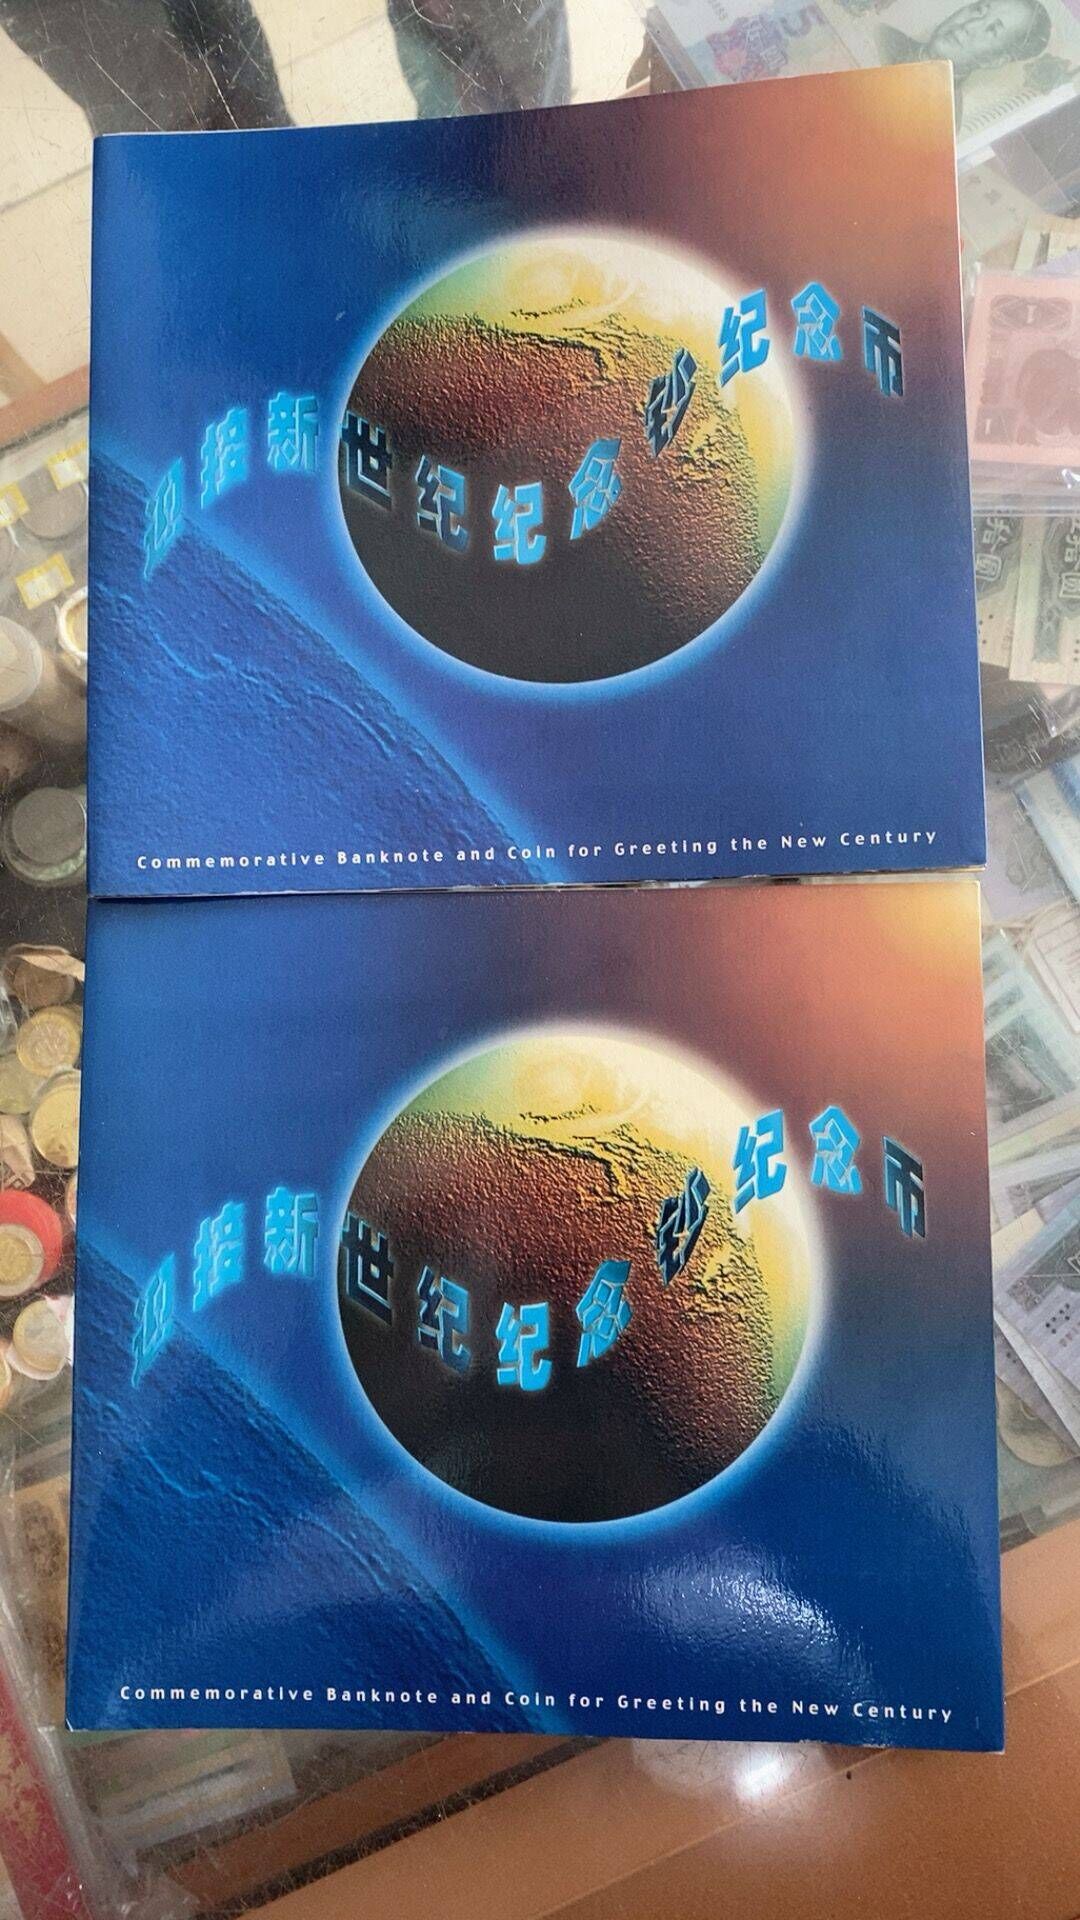 迎接新世纪纪念钞纪念币
Commemorative Banknote and Coin for Greeting the New Century
迎接新世纪纪念钞纪念币
Commemorative Banknote and Coin for Greeting the New Century